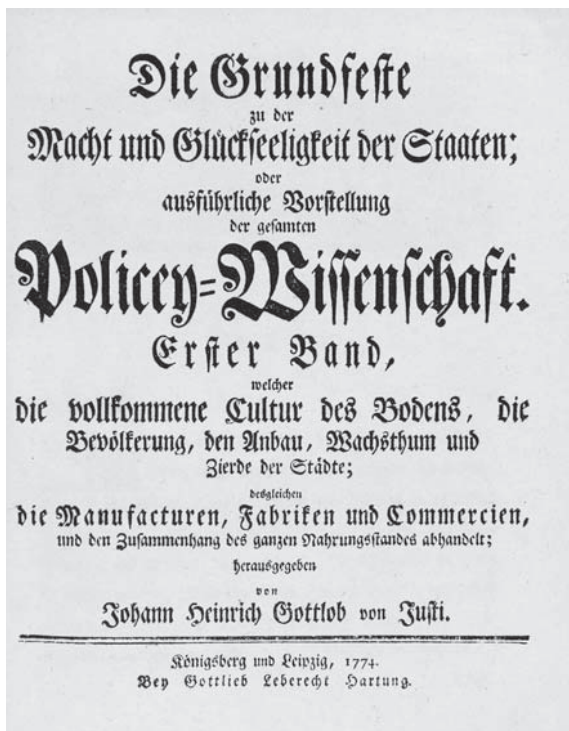 Die Grundfeste
zu der
Macht und Glückseeligkeit der Staaten;
oder
ausführliche Vorstellung
der gesamten
Policey-Wissenschaft.
Erster Band,
welcher
die vollkommene Cultur des Bodens, die
Bevölkerung, den Anbau, Wachsthum und
Zierde der Städte;
desgleichen
die Manufacturen, Fabriken und Commercien,
und den Zusammenhang des ganzen Nahrungsstandes abhandelt;
herausgegeben
von
Johann Heinrich Gottlob von Justi.
Königsberg und Leipzig, 1774.
Bey Gottlieb Leberecht Hartung.